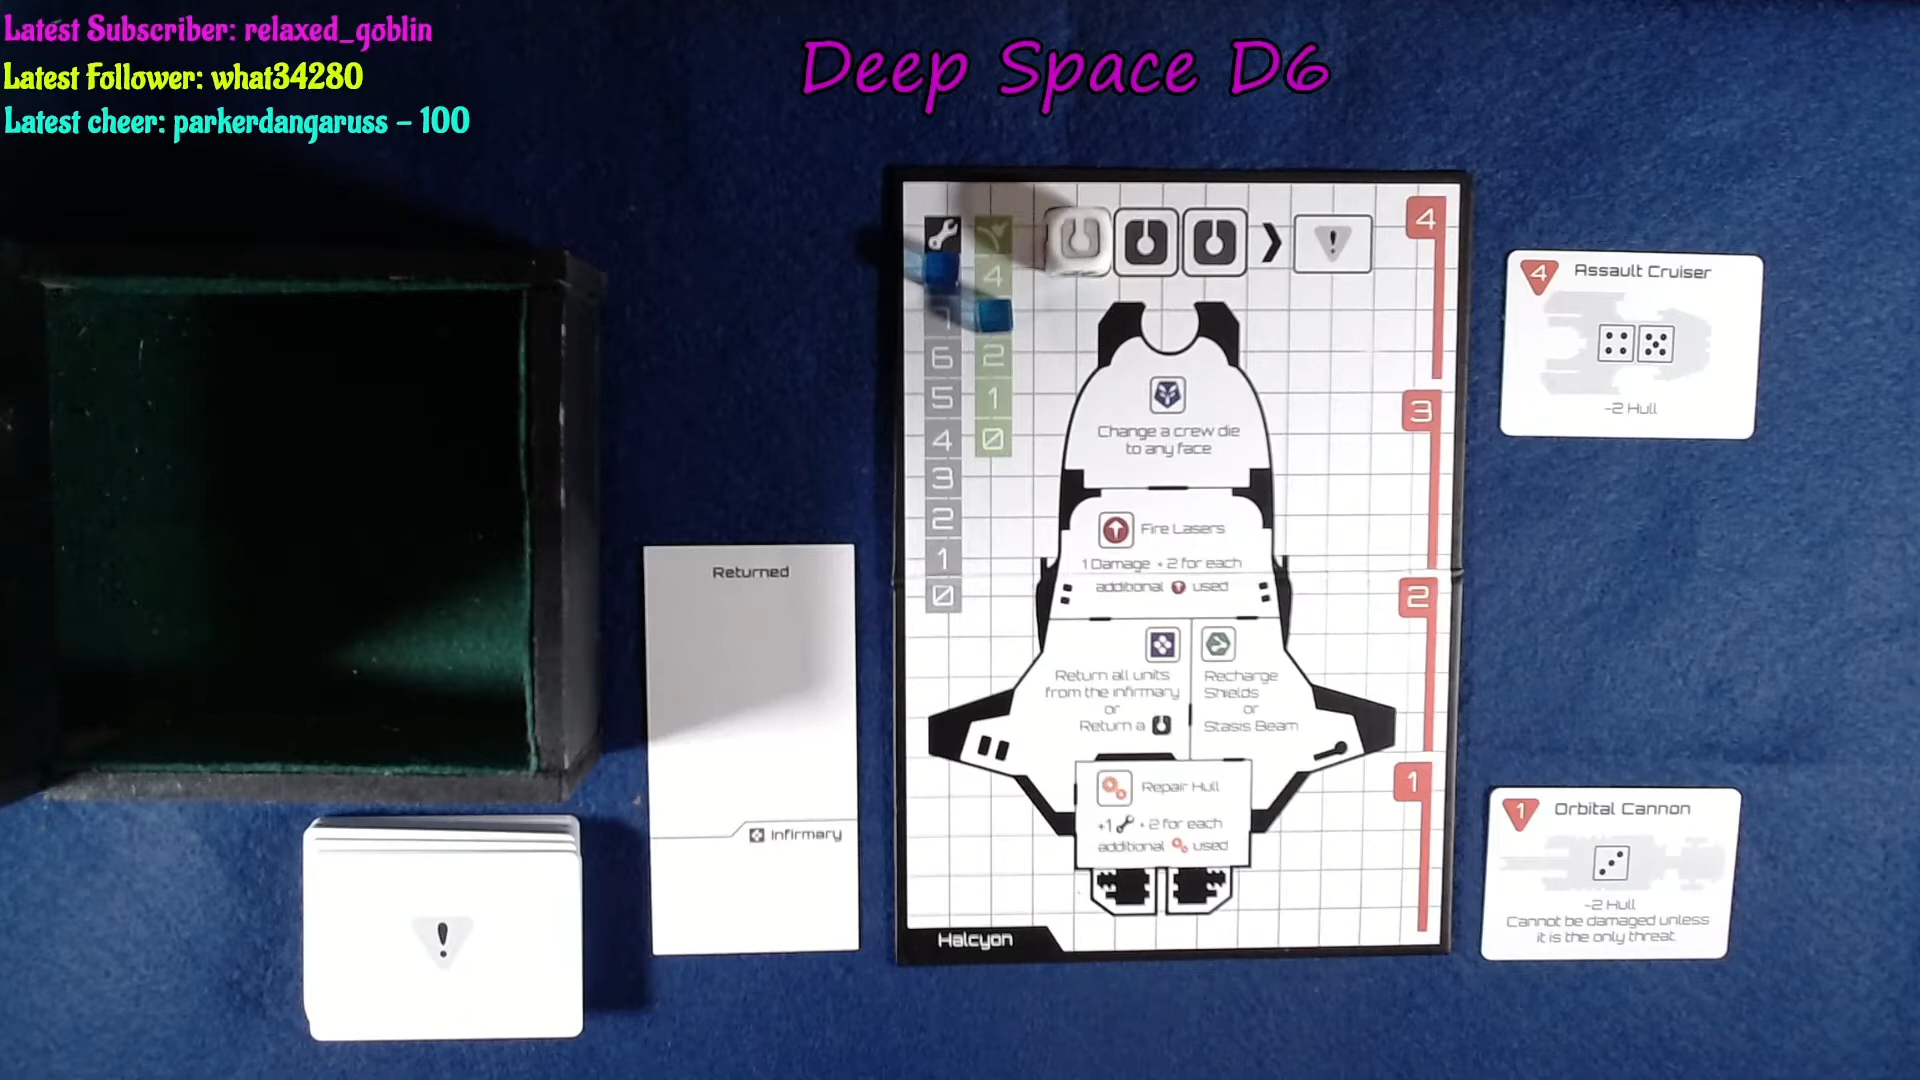 Latest Subscriber: relaxed_goblin
Latest Follower: what34280
Latest cheer: parkerdangaruss - 100
Deep Space D6
4
7
6
5
4
3
2
1
0
4
2
1
0
!
Change a crew die
to any face
Fire Lasers
1 Damage + 2 for each
additional used
Return all units
from the infirmary
or
Return a
Recharge
Shields
or
Stasis Beam
Repair Hull
+1 + 2 for each
additional used
Halcyon
3
2
1
4
Assault Cruiser
-2 Hull
1
Orbital Cannon
-2 Hull
Cannot be damaged unless
it is the only threat
Returned
Infirmary
!